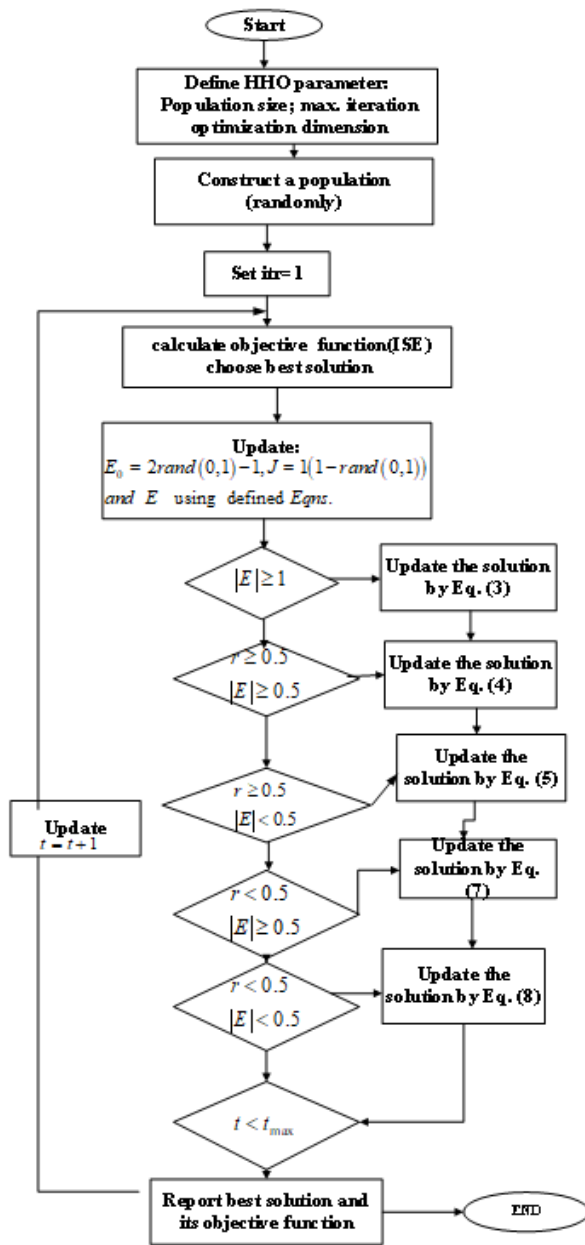 Start
Define HHO parameter:
Population size; max. iteration
optimization dimension
Construct a population
(randomly)
Set itr= 1
calculate objective function(ISE)
choose best solution
Update:
E₀ = 2rand(0,1)−1, J = 1(1−rand(0,1))
and E using defined Eqns.
|E| ≥ 1
Update the solution
by Eq. (3)
r ≥ 0.5
|E| ≥ 0.5
Update the solution
by Eq. (4)
r ≥ 0.5
|E| < 0.5
Update the
solution by Eq. (5)
Update
t = t+1
r < 0.5
|E| ≥ 0.5
Update the
solution by Eq.
(7)
r < 0.5
|E| < 0.5
Update the
solution by Eq. (8)
t < tmax
Report best solution and
its objective function
END